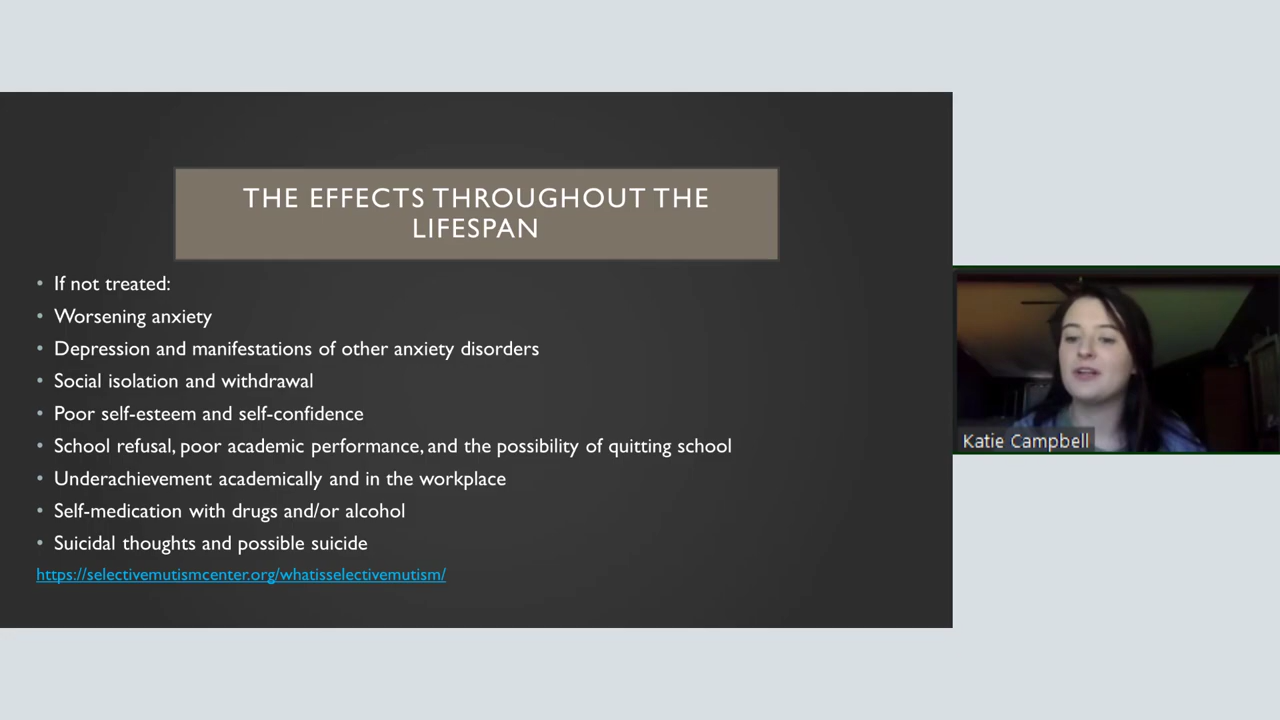 THE EFFECTS THROUGHOUT THE
LIFESPAN
• If not treated:
• Worsening anxiety
• Depression and manifestations of other anxiety disorders
• Social isolation and withdrawal
• Poor self-esteem and self-confidence
• School refusal, poor academic performance, and the possibility of quitting school
• Underachievement academically and in the workplace
• Self-medication with drugs and/or alcohol
• Suicidal thoughts and possible suicide
https://selectivemutismcenter.org/whatisselectivemutism/
Katie Campbell